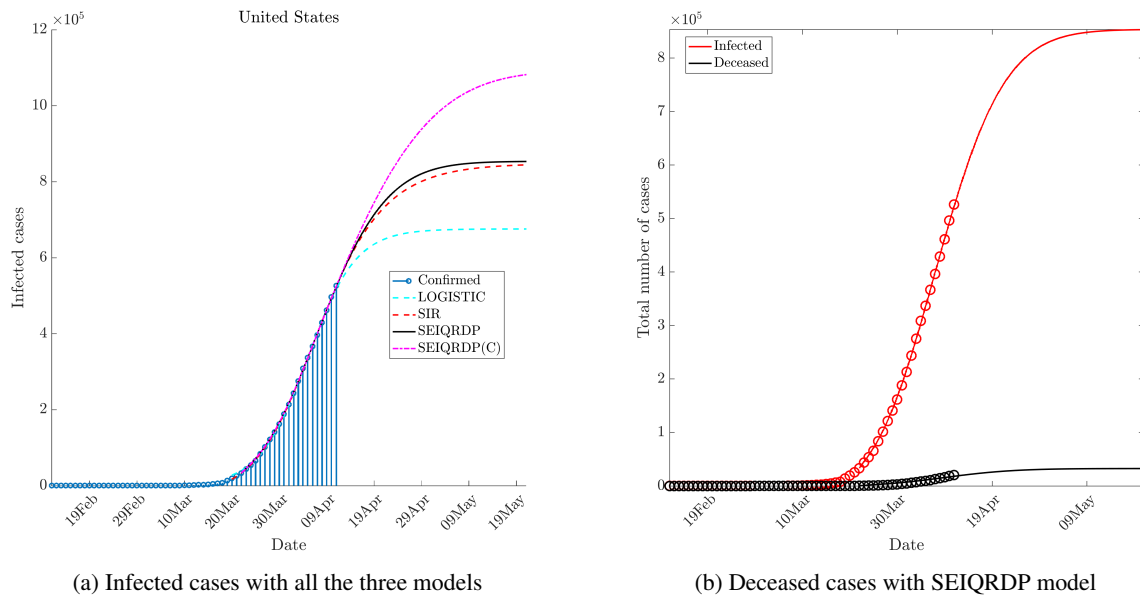 United States
×10⁵
12
10
8
6
4
2
0
Infected cases
Confirmed
LOGISTIC
SIR
SEIQRDP
SEIQRDP(C)
19Feb
29Feb
10Mar
20Mar
30Mar
09Apr
19Apr
29Apr
09May
19May
Date
(a) Infected cases with all the three models
×10⁵
8
7
6
5
4
3
2
1
0
Total number of cases
Infected
Deceased
19Feb
10Mar
30Mar
19Apr
09May
Date
(b) Deceased cases with SEIQRDP model